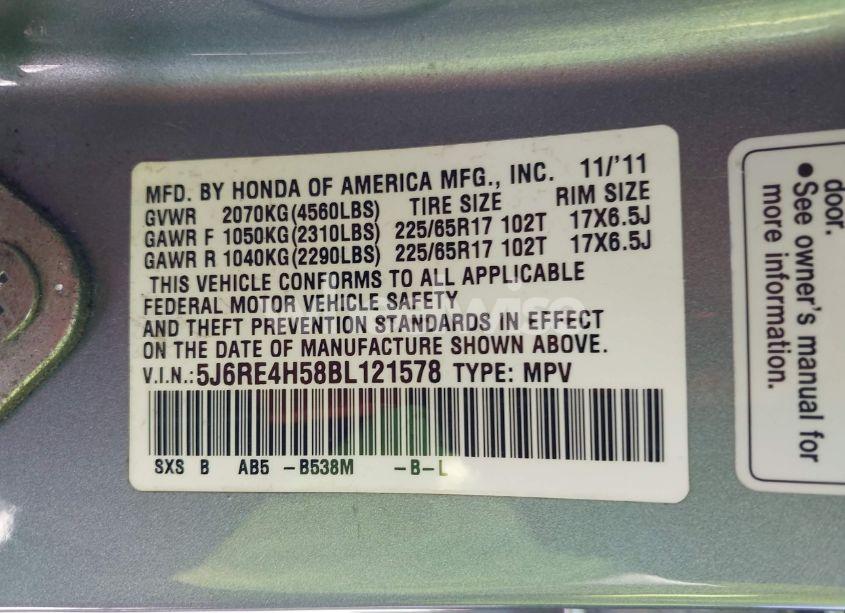 MFD. BY HONDA OF AMERICA MFG., INC. 11/'11
GVWR 2070KG(4560LBS) TIRE SIZE RIM SIZE
GAWR F 1050KG(2310LBS) 225/65R17 102T 17X6.5J
GAWR R 1040KG(2290LBS) 225/65R17 102T 17X6.5J
THIS VEHICLE CONFORMS TO ALL APPLICABLE
FEDERAL MOTOR VEHICLE SAFETY
AND THEFT PREVENTION STANDARDS IN EFFECT
ON THE DATE OF MANUFACTURE SHOWN ABOVE.
V.I.N.:5J6RE4H58BL121578 TYPE: MPV
SXS B AB5 -B538M -B-L
door.
• See owner's manual for
more information.